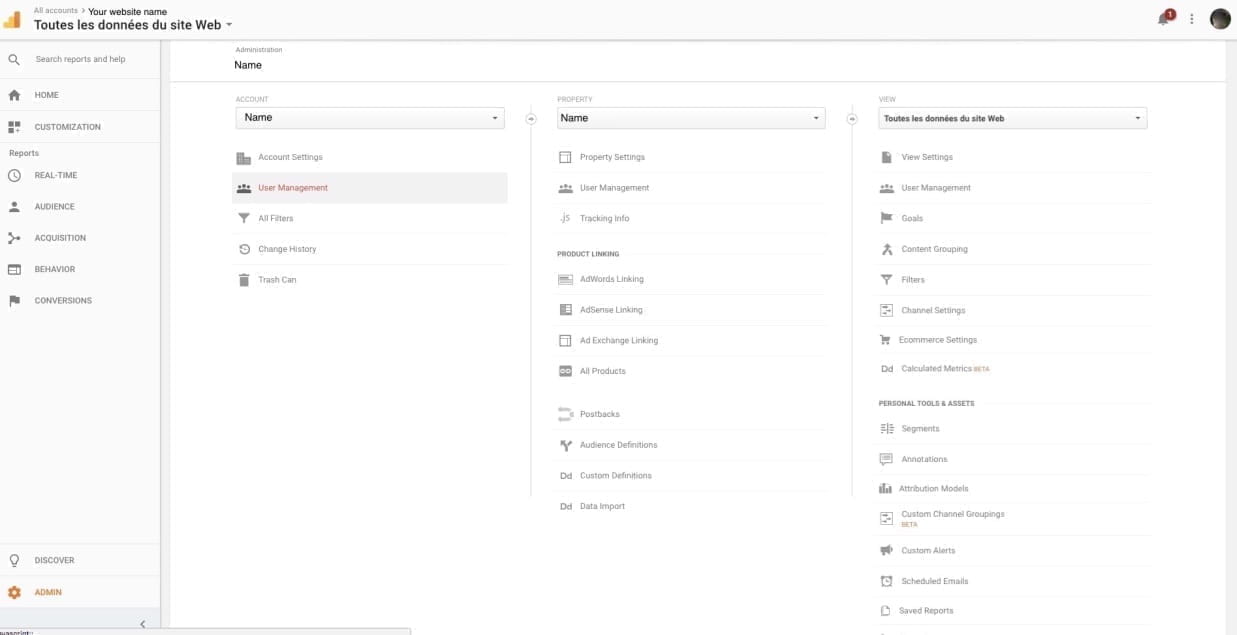 All accounts > Your website name
Toutes les données du site Web
1
Search reports and help
HOME
CUSTOMIZATION
Reports
REAL-TIME
AUDIENCE
ACQUISITION
BEHAVIOR
CONVERSIONS
DISCOVER
ADMIN
Administration
Name
ACCOUNT
Name
Account Settings
User Management
All Filters
Change History
Trash Can
PROPERTY
Name
Property Settings
User Management
.js Tracking Info
PRODUCT LINKING
AdWords Linking
AdSense Linking
Ad Exchange Linking
All Products
Postbacks
Audience Definitions
Dd Custom Definitions
Dd Data Import
VIEW
Toutes les données du site Web
View Settings
User Management
Goals
Content Grouping
Filters
Channel Settings
Ecommerce Settings
Dd Calculated Metrics BETA
PERSONAL TOOLS & ASSETS
Segments
Annotations
Attribution Models
Custom Channel Groupings
BETA
Custom Alerts
Scheduled Emails
Saved Reports